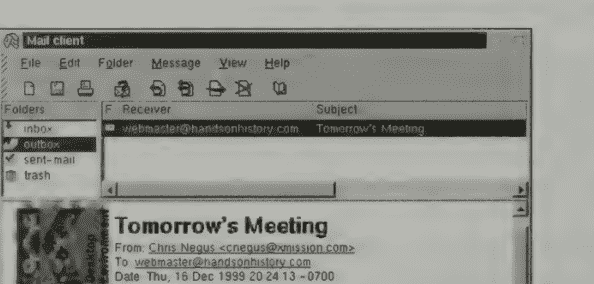 Mail client
File Edit Folder Message View Help
Folders
F Receiver Subject
inbox
webmaster@handsonhistory.com Tomorrow's Meeting
outbox
sent-mail
trash
Tomorrow's Meeting
From: Chris Negus <cnegus@xmission.com>
To: webmaster@handsonhistory.com
Date: Thu, 16 Dec 1999 20:24:13 -0700
Desktop